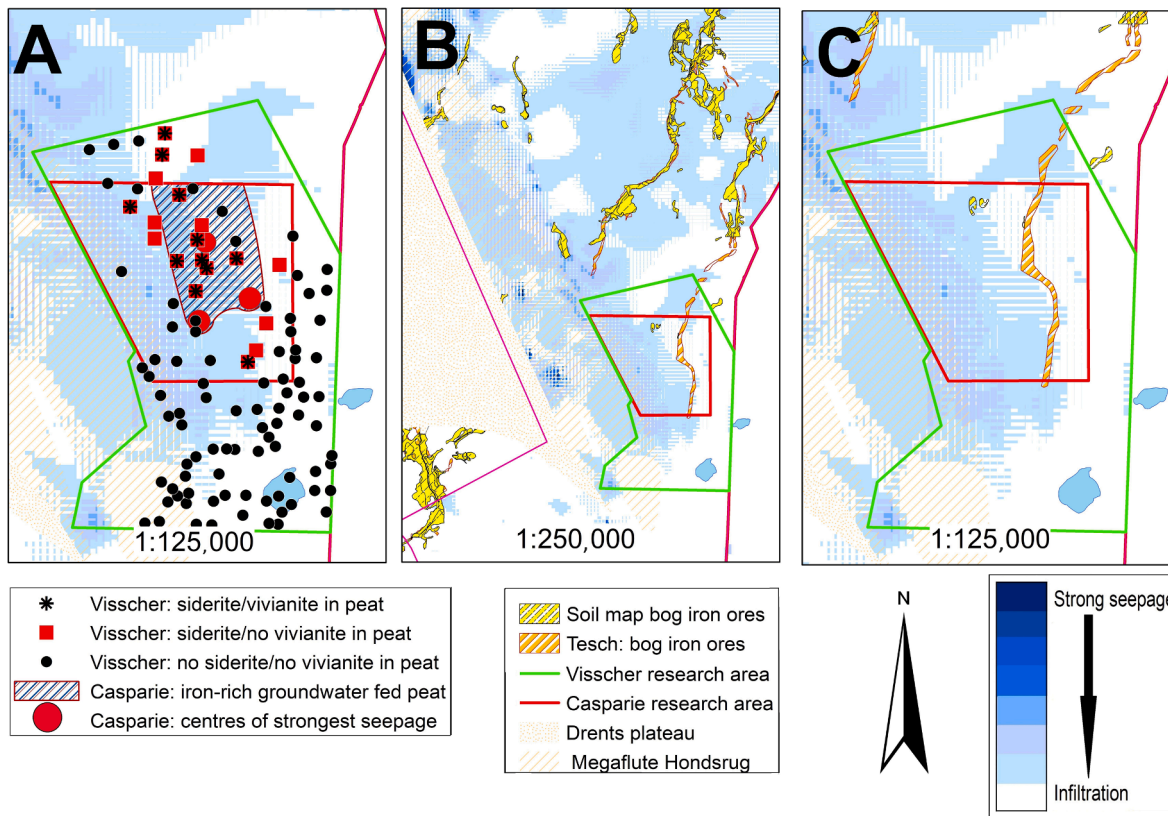 A
B
C
1:125,000
1:250,000
1:125,000
Visscher: siderite/vivianite in peat
Visscher: siderite/no vivianite in peat
Visscher: no siderite/no vivianite in peat
Casparie: iron-rich groundwater fed peat
Casparie: centres of strongest seepage
Soil map bog iron ores
Tesch: bog iron ores
Visscher research area
Casparie research area
Drents plateau
Megaflute Hondsrug
N
Strong seepage
Infiltration